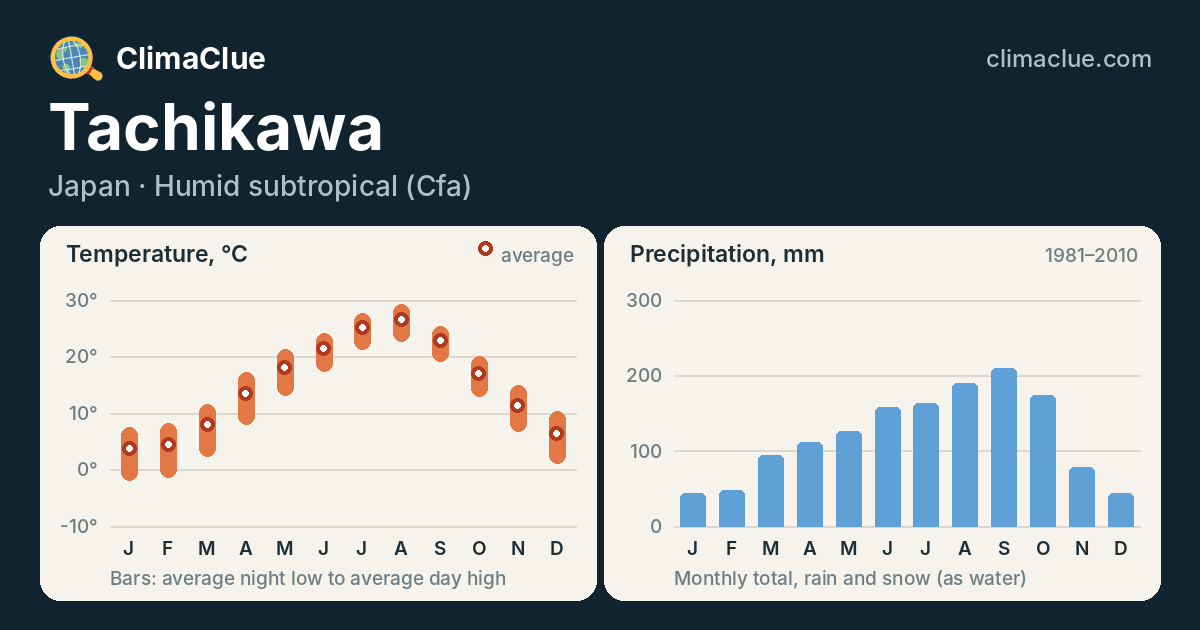 ClimaClue
climaclue.com
Tachikawa
Japan · Humid subtropical (Cfa)
Temperature, °C
average
30°
20°
10°
0°
-10°
J F M A M J J A S O N D
Bars: average night low to average day high
Precipitation, mm
1981–2010
300
200
100
0
J F M A M J J A S O N D
Monthly total, rain and snow (as water)